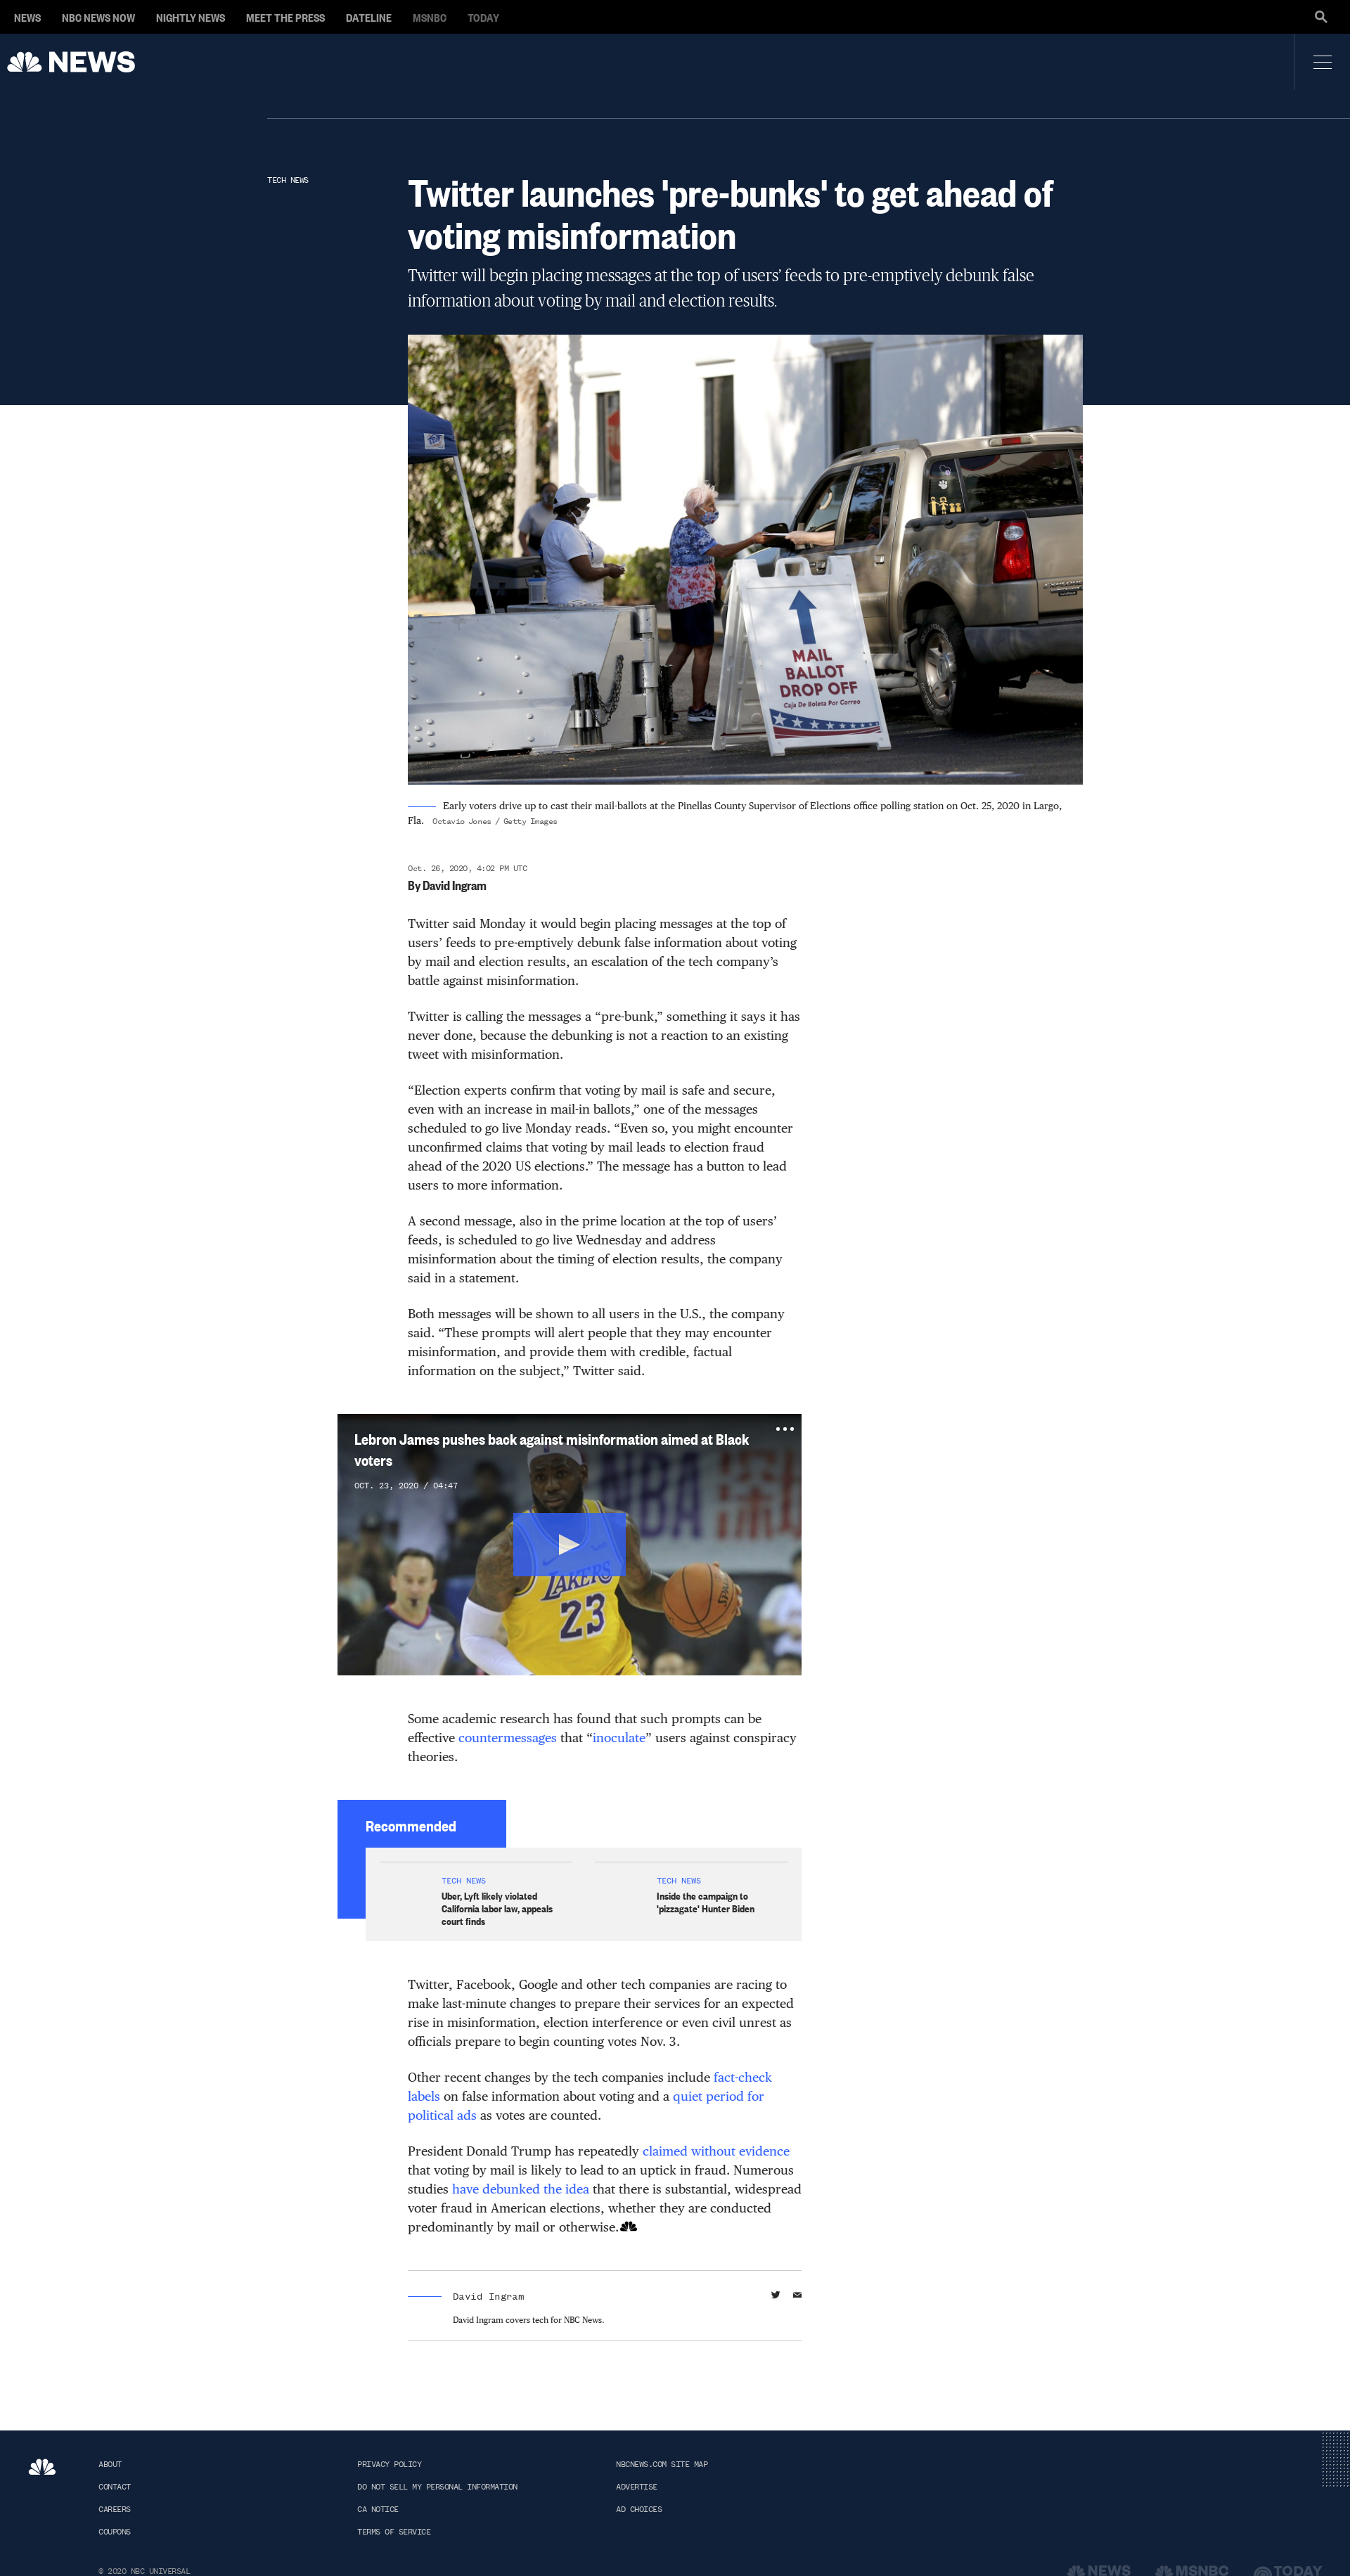 NEWS NBC NEWS NOW NIGHTLY NEWS MEET THE PRESS DATELINE MSNBC TODAY
NEWS
TECH NEWS
Twitter launches 'pre-bunks' to get ahead of
voting misinformation
Twitter will begin placing messages at the top of users' feeds to pre-emptively debunk false
information about voting by mail and election results.
MAIL
BALLOT
DROP OFF
Caja De Boleta Por Correo
Early voters drive up to cast their mail-ballots at the Pinellas County Supervisor of Elections office polling station on Oct. 25, 2020 in Largo,
Fla. Octavio Jones / Getty Images
Oct. 26, 2020, 4:02 PM UTC
By David Ingram
Twitter said Monday it would begin placing messages at the top of
users’ feeds to pre-emptively debunk false information about voting
by mail and election results, an escalation of the tech company’s
battle against misinformation.
Twitter is calling the messages a “pre-bunk,” something it says it has
never done, because the debunking is not a reaction to an existing
tweet with misinformation.
“Election experts confirm that voting by mail is safe and secure,
even with an increase in mail-in ballots,” one of the messages
scheduled to go live Monday reads. “Even so, you might encounter
unconfirmed claims that voting by mail leads to election fraud
ahead of the 2020 US elections.” The message has a button to lead
users to more information.
A second message, also in the prime location at the top of users’
feeds, is scheduled to go live Wednesday and address
misinformation about the timing of election results, the company
said in a statement.
Both messages will be shown to all users in the U.S., the company
said. “These prompts will alert people that they may encounter
misinformation, and provide them with credible, factual
information on the subject,” Twitter said.
Lebron James pushes back against misinformation aimed at Black
voters
OCT. 23, 2020 / 04:47
LAKERS
23
Some academic research has found that such prompts can be
effective countermessages that “inoculate” users against conspiracy
theories.
Recommended
TECH NEWS
Uber, Lyft likely violated
California labor law, appeals
court finds
TECH NEWS
Inside the campaign to
'pizzagate' Hunter Biden
Twitter, Facebook, Google and other tech companies are racing to
make last-minute changes to prepare their services for an expected
rise in misinformation, election interference or even civil unrest as
officials prepare to begin counting votes Nov. 3.
Other recent changes by the tech companies include fact-check
labels on false information about voting and a quiet period for
political ads as votes are counted.
President Donald Trump has repeatedly claimed without evidence
that voting by mail is likely to lead to an uptick in fraud. Numerous
studies have debunked the idea that there is substantial, widespread
voter fraud in American elections, whether they are conducted
predominantly by mail or otherwise.
David Ingram
David Ingram covers tech for NBC News.
ABOUT
CONTACT
CAREERS
COUPONS
PRIVACY POLICY
DO NOT SELL MY PERSONAL INFORMATION
CA NOTICE
TERMS OF SERVICE
NBCNEWS.COM SITE MAP
ADVERTISE
AD CHOICES
© 2020 NBC UNIVERSAL
NEWS MSNBC TODAY